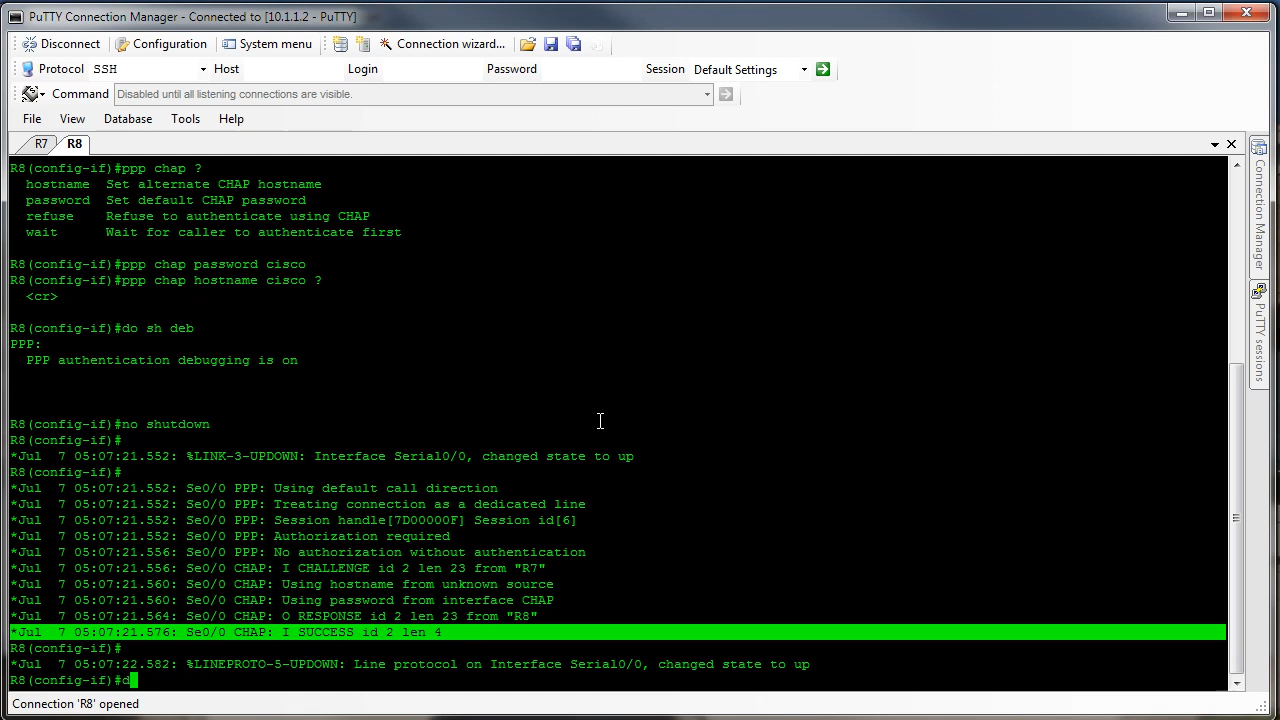 PuTTY Connection Manager - Connected to [10.1.1.2 - PuTTY]
Disconnect Configuration System menu Connection wizard...
Protocol SSH Host Login Password Session Default Settings
Command Disabled until all listening connections are visible.
File View Database Tools Help
R7 R8
R8(config-if)#ppp chap ?
  hostname  Set alternate CHAP hostname
  password  Set default CHAP password
  refuse    Refuse to authenticate using CHAP
  wait      Wait for caller to authenticate first
R8(config-if)#ppp chap password cisco
R8(config-if)#ppp chap hostname cisco ?
  <cr>
R8(config-if)#do sh deb
PPP:
  PPP authentication debugging is on
R8(config-if)#no shutdown
R8(config-if)#
*Jul  7 05:07:21.552: %LINK-3-UPDOWN: Interface Serial0/0, changed state to up
R8(config-if)#
*Jul  7 05:07:21.552: Se0/0 PPP: Using default call direction
*Jul  7 05:07:21.552: Se0/0 PPP: Treating connection as a dedicated line
*Jul  7 05:07:21.552: Se0/0 PPP: Session handle[7D00000F] Session id[6]
*Jul  7 05:07:21.552: Se0/0 PPP: Authorization required
*Jul  7 05:07:21.556: Se0/0 PPP: No authorization without authentication
*Jul  7 05:07:21.556: Se0/0 CHAP: I CHALLENGE id 2 len 23 from "R7"
*Jul  7 05:07:21.560: Se0/0 CHAP: Using hostname from unknown source
*Jul  7 05:07:21.560: Se0/0 CHAP: Using password from interface CHAP
*Jul  7 05:07:21.564: Se0/0 CHAP: O RESPONSE id 2 len 23 from "R8"
*Jul  7 05:07:21.576: Se0/0 CHAP: I SUCCESS id 2 len 4
R8(config-if)#
*Jul  7 05:07:22.582: %LINEPROTO-5-UPDOWN: Line protocol on Interface Serial0/0, changed state to up
R8(config-if)#d
Connection 'R8' opened
Connection Manager
PuTTY sessions